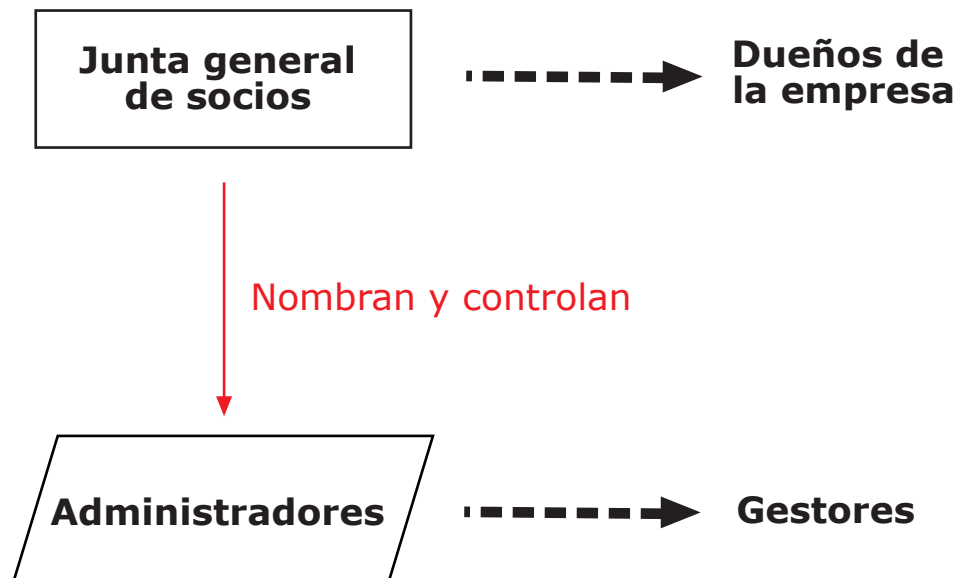 Junta general
de socios
Dueños de
la empresa
Nombran y controlan
Administradores
Gestores